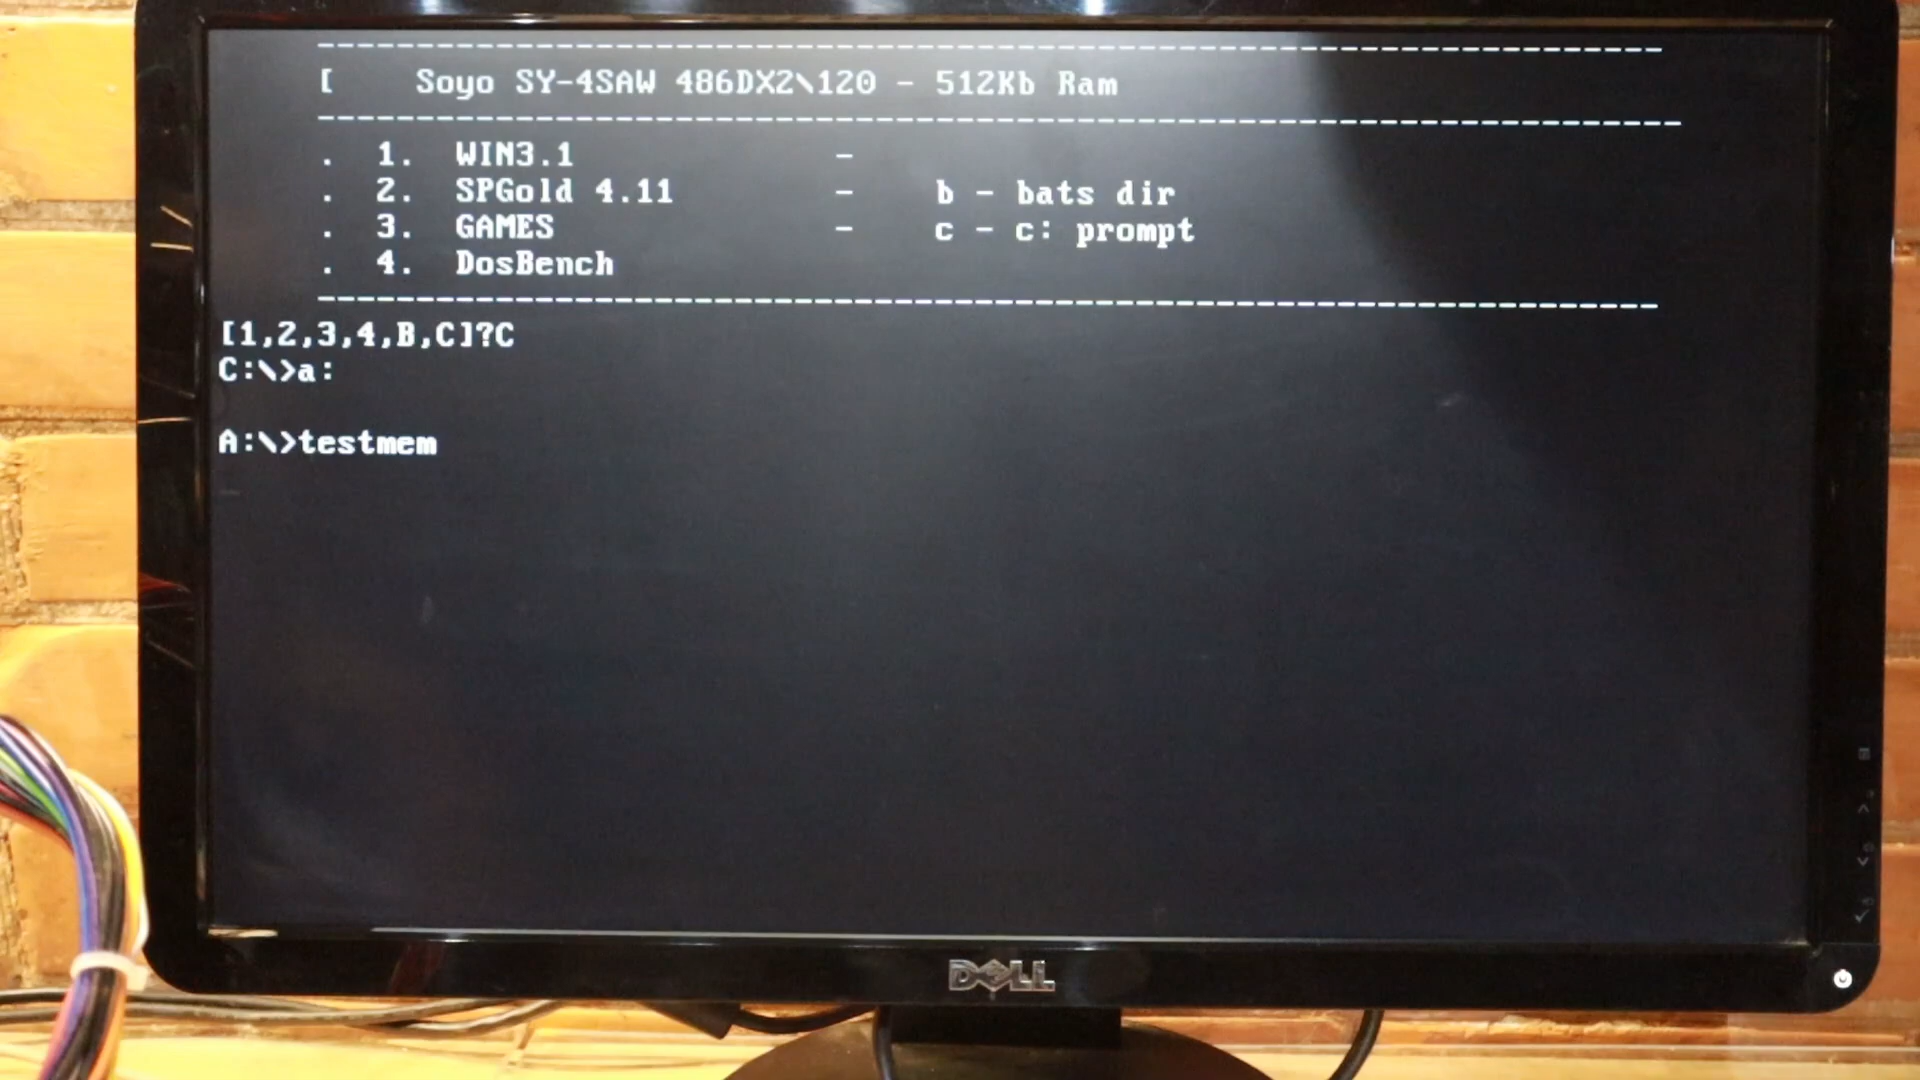 --------------------------------------------------------------------
[    Soyo SY-4SAW 486DX2\120 - 512Kb Ram
---------------------------------------------------------------------
. 1. WIN3.1 -
. 2. SPGold 4.11 - b - bats dir
. 3. GAMES - c - c: prompt
. 4. DosBench
--------------------------------------------------------------------
[1,2,3,4,B,C]?C
C:\>a:
A:\>testmem
DELL